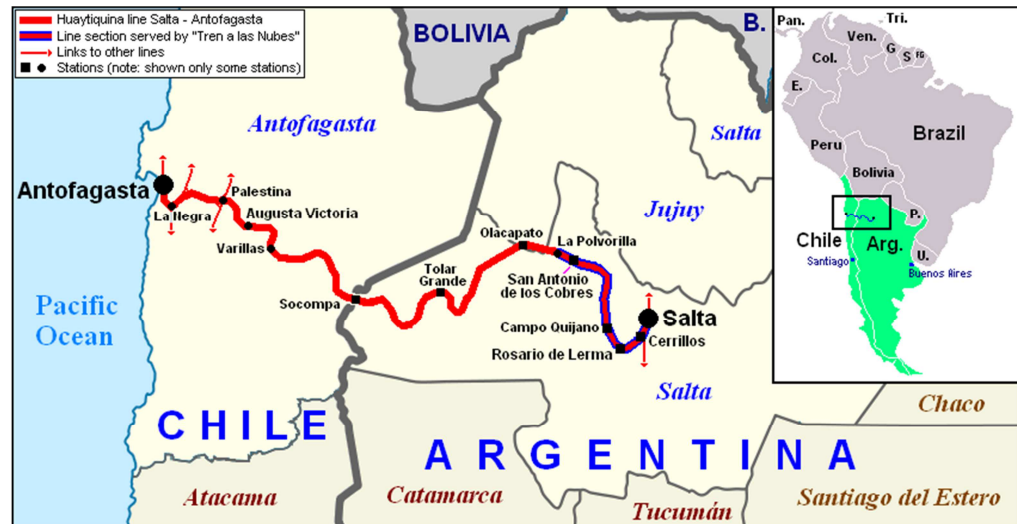 Huaytiquina line Salta - Antofagasta
Line section served by "Tren a las Nubes"
Links to other lines
Stations (note: shown only some stations)
BOLIVIA
B.
Antofagasta
Salta
Jujuy
Antofagasta
La Negra
Palestina
Augusta Victoria
Varillas
Socompa
Tolar
Grande
Olacapato
La Polvorilla
San Antonio
de los Cobres
Campo Quijano
Rosario de Lerma
Cerrillos
Salta
Pacific
Ocean
Salta
CHILE
ARGENTINA
Atacama
Catamarca
Tucumán
Chaco
Santiago del Estero
Pan.
Tri.
Ven.
Col.
G
S
FG
E.
Peru
Brazil
Bolivia
P.
Chile
Arg.
U.
Santiago
Buenos Aires